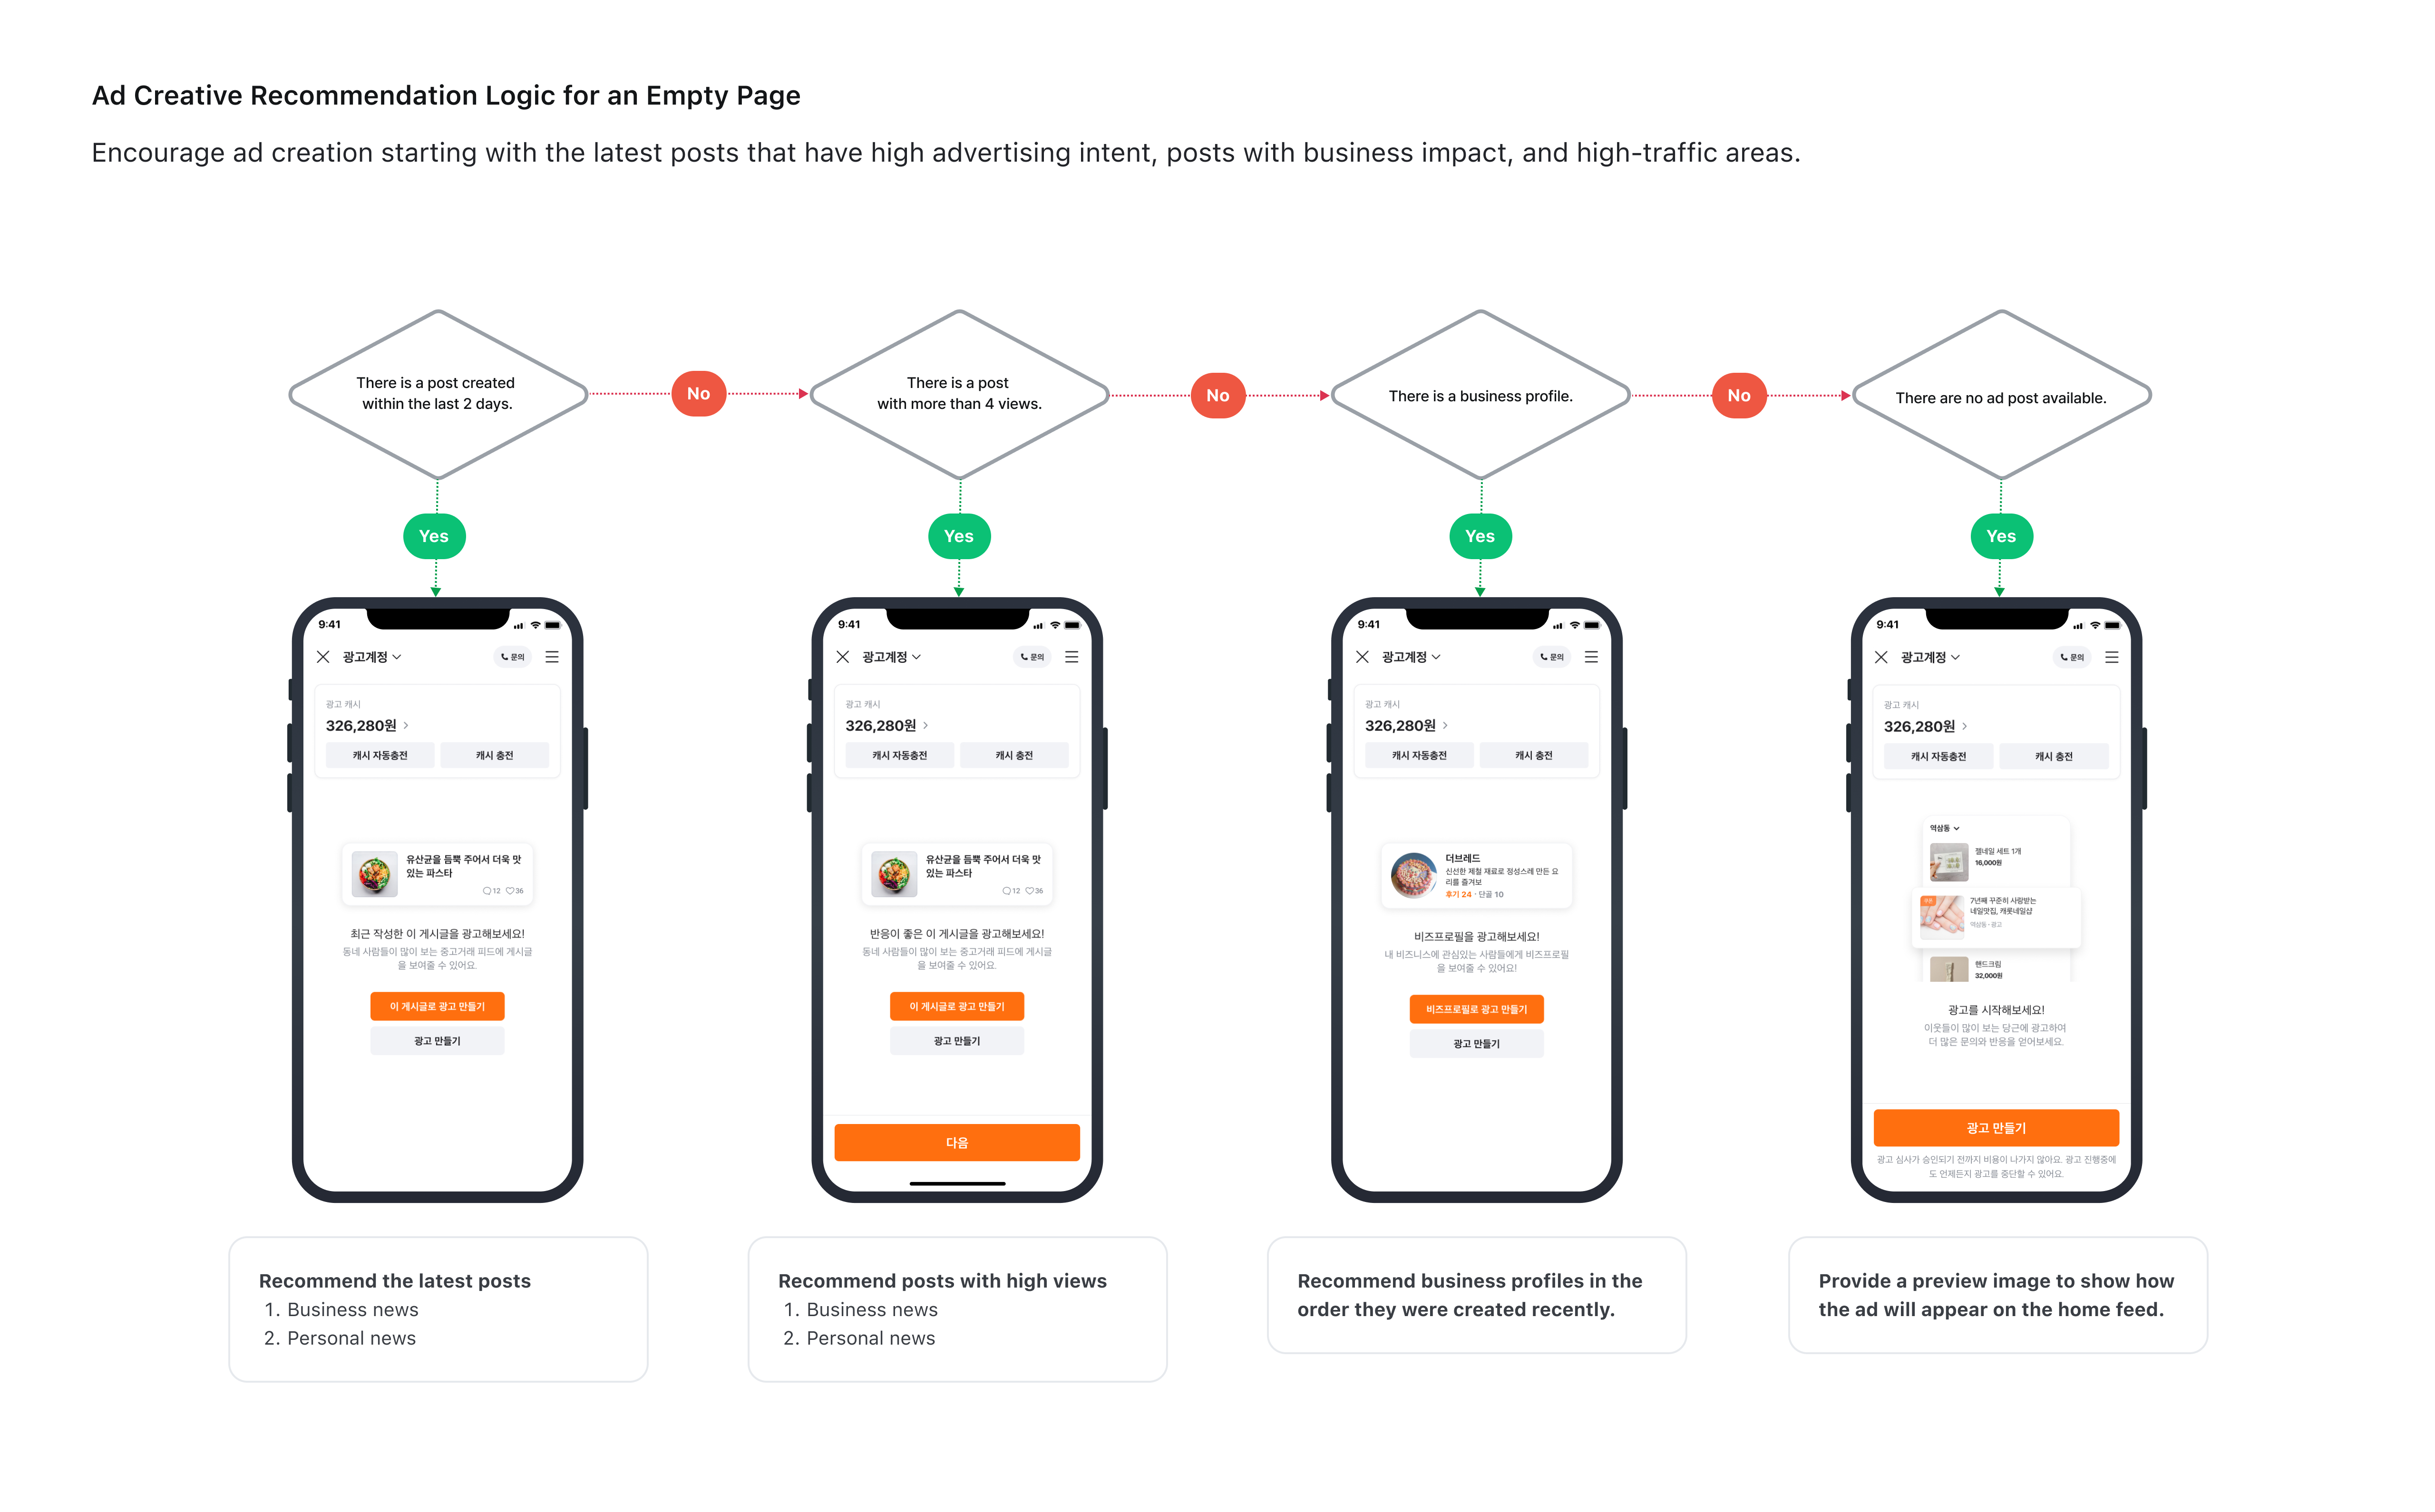 Ad Creative Recommendation Logic for an Empty Page
Encourage ad creation starting with the latest posts that have high advertising intent, posts with business impact, and high-traffic areas.
There is a post created
within the last 2 days.
No
There is a post
with more than 4 views.
No
There is a business profile.
No
There are no ad post available.
Yes
Yes
Yes
Yes
9:41
광고계정
문의
광고 캐시
326,280원
캐시 자동충전
캐시 충전
유산균을 듬뿍 주어서 더욱 맛
있는 파스타
12 36
최근 작성한 이 게시글을 광고해보세요!
동네 사람들이 많이 보는 중고거래 피드에 게시글
을 보여줄 수 있어요.
이 게시글로 광고 만들기
광고 만들기
9:41
광고계정
문의
광고 캐시
326,280원
캐시 자동충전
캐시 충전
유산균을 듬뿍 주어서 더욱 맛
있는 파스타
12 36
반응이 좋은 이 게시글을 광고해보세요!
동네 사람들이 많이 보는 중고거래 피드에 게시글
을 보여줄 수 있어요.
이 게시글로 광고 만들기
광고 만들기
다음
9:41
광고계정
문의
광고 캐시
326,280원
캐시 자동충전
캐시 충전
더브레드
신선한 제철 재료로 정성스레 만든 요
리를 즐겨보
후기 24 · 단골 10
비즈프로필을 광고해보세요!
내 비즈니스에 관심있는 사람들에게 비즈프로필
을 보여줄 수 있어요!
비즈프로필로 광고 만들기
광고 만들기
9:41
광고계정
문의
광고 캐시
326,280원
캐시 자동충전
캐시 충전
역삼동
젤네일 세트 1개
16,000원
7년째 꾸준히 사랑받는
네일맛집, 캐롯네일샵
역삼동 · 광고
핸드크림
32,000원
광고를 시작해보세요!
이웃들이 많이 보는 당근에 광고하여
더 많은 문의와 반응을 얻어보세요.
광고 만들기
광고 심사가 승인되기 전까지 비용이 나가지 않아요. 광고 진행중에
도 언제든지 광고를 중단할 수 있어요.
Recommend the latest posts
1. Business news
2. Personal news
Recommend posts with high views
1. Business news
2. Personal news
Recommend business profiles in the
order they were created recently.
Provide a preview image to show how
the ad will appear on the home feed.